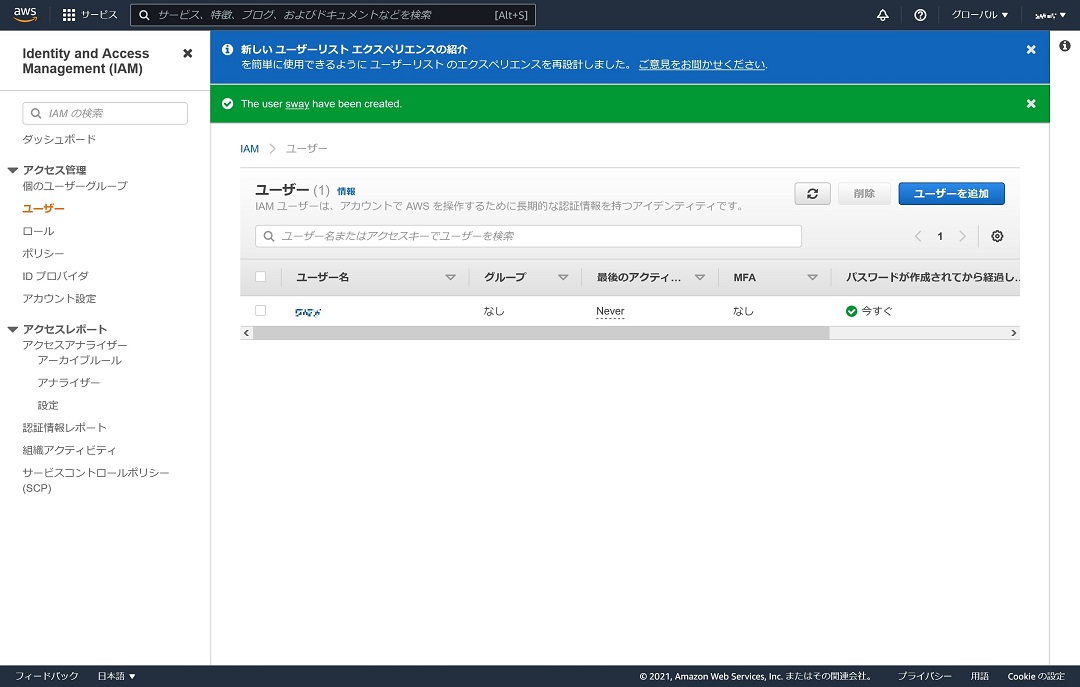 aws
サービス
サービス、特徴、ブログ、およびドキュメントなどを検索
[Alt+S]
グローバル
Identity and Access
Management (IAM)
IAM の検索
ダッシュボード
アクセス管理
個のユーザーグループ
ユーザー
ロール
ポリシー
ID プロバイダ
アカウント設定
アクセスレポート
アクセスアナライザー
アーカイブルール
アナライザー
設定
認証情報レポート
組織アクティビティ
サービスコントロールポリシー
(SCP)
新しい ユーザーリスト エクスペリエンスの紹介
を簡単に使用できるように ユーザーリスト のエクスペリエンスを再設計しました。 ご意見をお聞かせください.
The user sway have been created.
IAM
ユーザー
ユーザー (1) 情報
IAM ユーザーは、アカウントで AWS を操作するために長期的な認証情報を持つアイデンティティです。
削除
ユーザーを追加
ユーザー名またはアクセスキーでユーザーを検索
1
ユーザー名
グループ
最後のアクティ...
MFA
パスワードが作成されてから経過し...
なし
Never
なし
今すぐ
フィードバック
日本語
© 2021, Amazon Web Services, Inc. またはその関連会社。
プライバシー
用語
Cookie の設定